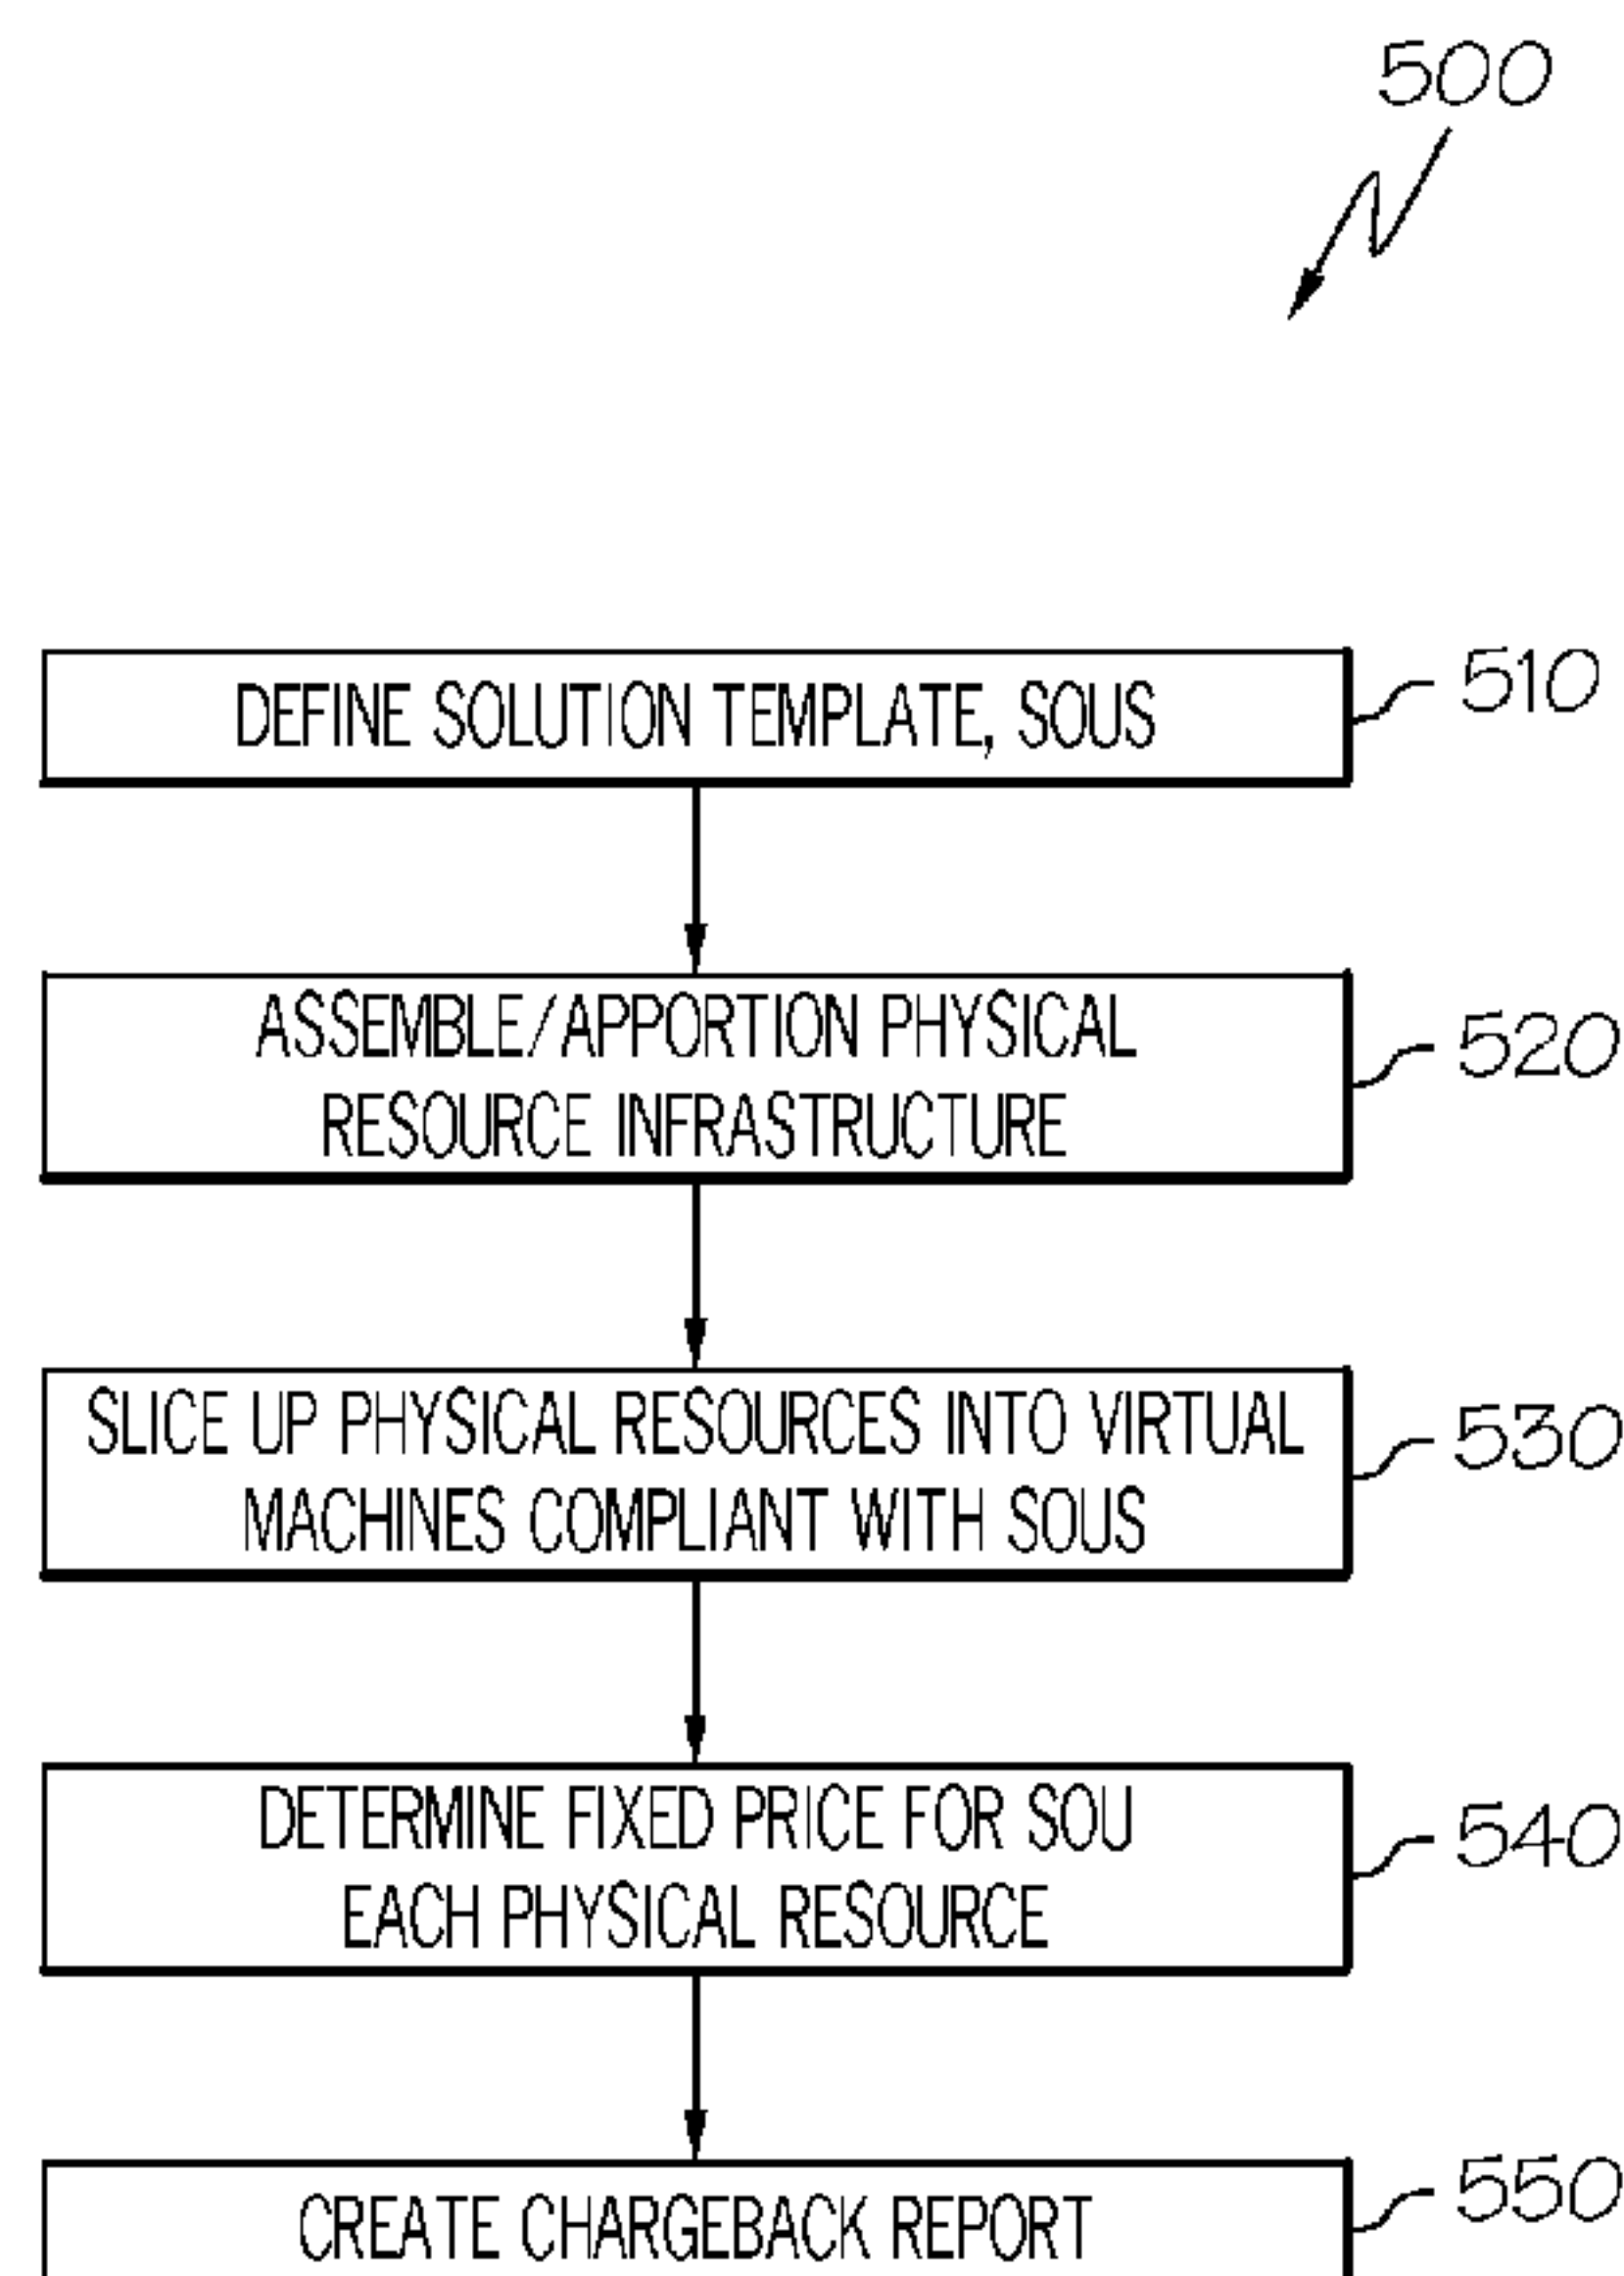 500
DEFINE SOLUTION TEMPLATE, SOUS
510
ASSEMBLE/APPORTION PHYSICAL
RESOURCE INFRASTRUCTURE
520
SLICE UP PHYSICAL RESOURCES INTO VIRTUAL
MACHINES COMPLIANT WITH SOUS
530
DETERMINE FIXED PRICE FOR SOU
EACH PHYSICAL RESOURCE
540
CREATE CHARGEBACK REPORT
550